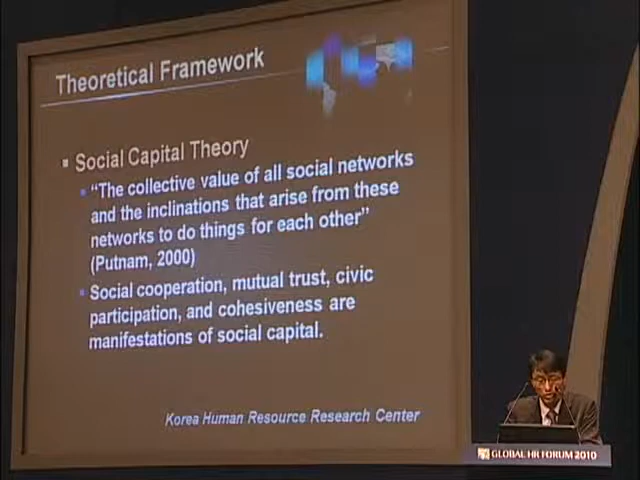 Theoretical Framework
Social Capital Theory
“The collective value of all social networks
and the inclinations that arise from these
networks to do things for each other”
(Putnam, 2000)
Social cooperation, mutual trust, civic
participation, and cohesiveness are
manifestations of social capital.
Korea Human Resource Research Center
GLOBAL HR FORUM 2010